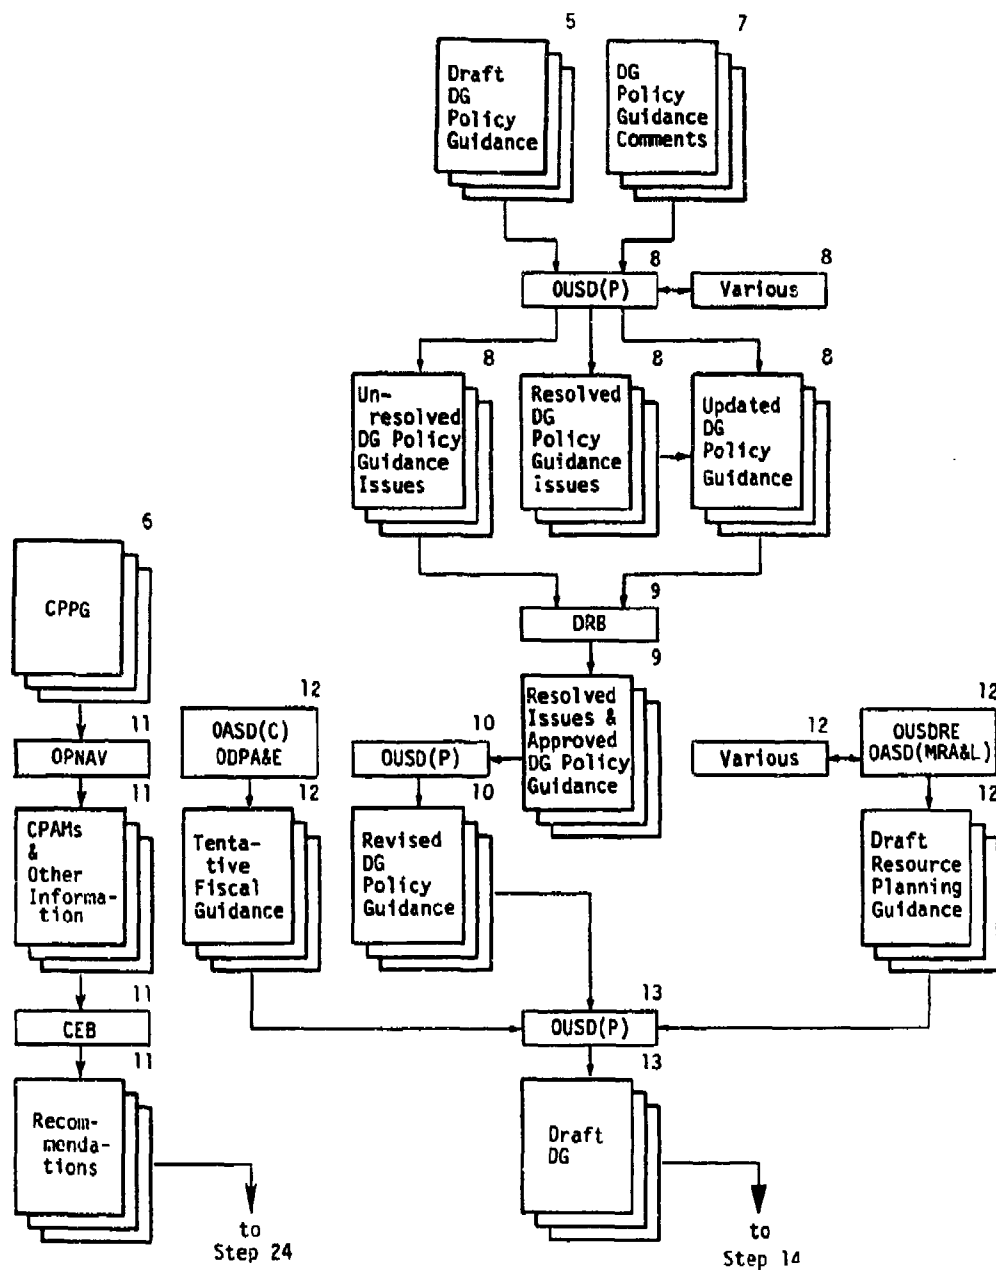 5
7
Draft
DG
Policy
Guidance
DG
Policy
Guidance
Comments
8
8
OUSD(P)
Various
8
8
8
Un-
resolved
DG Policy
Guidance
Issues
Resolved
DG
Policy
Guidance
Issues
Updated
DG
Policy
Guidance
6
CPPG
9
DRB
9
Resolved
Issues &
Approved
DG Policy
Guidance
11
OPNAV
11
CPAMs
&
Other
Informa-
tion
12
OASD(C)
ODPA&E
12
Tenta-
tive
Fiscal
Guidance
10
OUSD(P)
10
Revised
DG
Policy
Guidance
12
Various
12
OUSDRE
OASD(MRA&L)
12
Draft
Resource
Planning
Guidance
11
CEB
11
Recom-
menda-
tions
13
OUSD(P)
13
Draft
DG
to
Step 24
to
Step 14